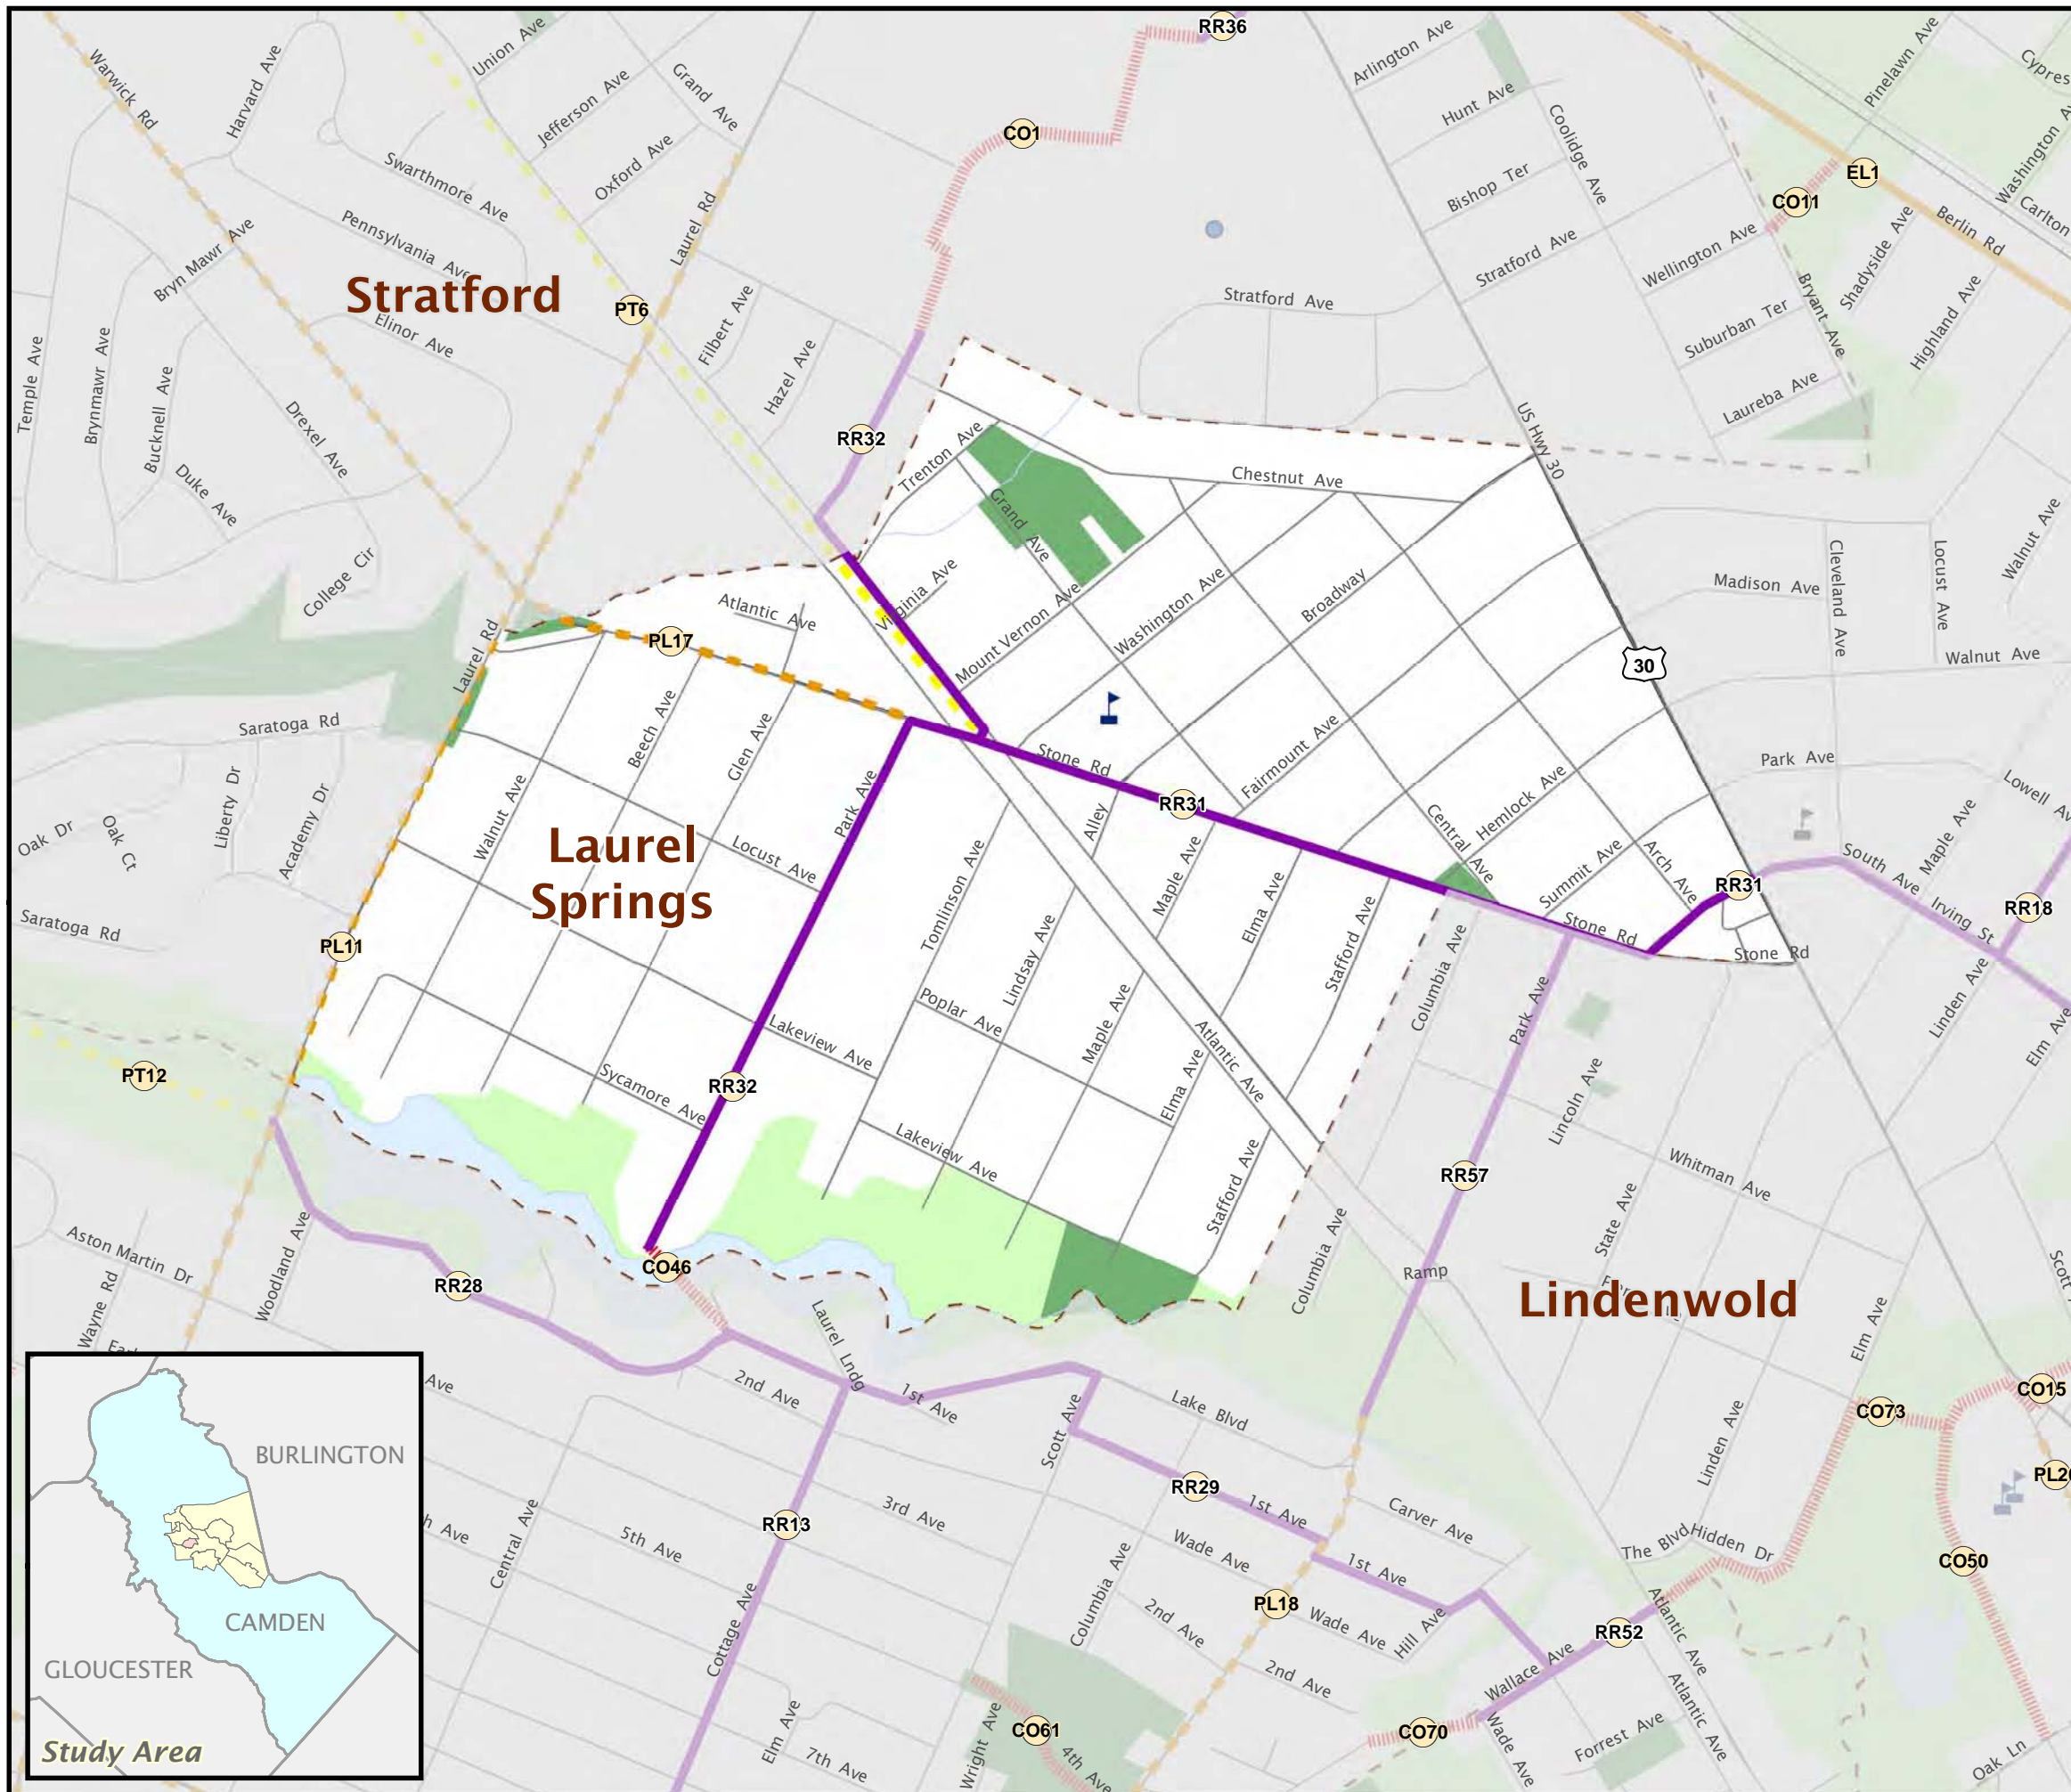 RR36
Union Ave
Arlington Ave
Pinelawn Ave
Warwick Rd
Harvard Ave
Grand Ave
Jefferson Ave
Hunt Ave
Coolidge Ave
CO1
Swarthmore Ave
Oxford Ave
Bishop Ter
EL1
CO11
Washington
Carlton
Pennsylvania Ave
Laurel Rd
Stratford Ave
Wellington Ave
Shadyside Ave
Berlin Rd
Bryn Mawr Ave
Stratford
PT6
Stratford Ave
Bryant Ave
Elinor Ave
Filbert Ave
Suburban Ter
Highland Ave
Temple Ave
Brynmawr Ave
Bucknell Ave
Drexel Ave
Hazel Ave
Laureba Ave
US Hwy 30
RR32
Trenton Ave
Chestnut Ave
Duke Ave
Grand Ave
College Cir
Virginia Ave
Walnut Ave
Cleveland Ave
Locust Ave
Madison Ave
Atlantic Ave
Mount Vernon Ave
Washington Ave
Broadway
PL17
Laurel Rd
30
Walnut Ave
Saratoga Rd
Beech Ave
Glen Ave
Stone Rd
Fairmount Ave
Park Ave
Liberty Dr
Academy Dr
Oak Dr
Oak Ct
Walnut Ave
Park Ave
RR31
Alley
Central Ave
Hemlock Ave
Lowell
Maple Ave
Laurel
Springs
Locust Ave
Tomlinson Ave
Maple Ave
Elma Ave
Summit Ave
Arch Ave
RR31
South Ave
Irving St
RR18
Saratoga Rd
PL11
Lindsay Ave
Stafford Ave
Columbia Ave
Stone Rd
Stone Rd
Linden Ave
Elm Ave
Poplar Ave
Maple Ave
Park Ave
Lakeview Ave
Atlantic Ave
PT12
Sycamore Ave
RR32
Elma Ave
Lincoln Ave
Lakeview Ave
Stafford Ave
RR57
Whitman Ave
State Ave
Aston Martin Dr
Woodland Ave
Wayne Rd
RR28
CO46
Columbia Ave
Ramp
Lindenwold
Laurel Lndg
Elm Ave
Ave
2nd Ave
1st Ave
Scott Ave
Lake Blvd
Linden Ave
CO73
CO15
RR29
1st Ave
Carver Ave
PL2
Central Ave
5th Ave
RR13
3rd Ave
Wade Ave
1st Ave
The Blvd
Hidden Dr
CO50
Columbia Ave
PL18
2nd Ave
Wade Ave
Hill Ave
RR52
Atlantic Ave
Cottage Ave
2nd Ave
Wallace Ave
Atlantic Ave
CO61
CO70
Wade Ave
Forrest Ave
Elm Ave
7th Ave
Wright Ave
4th Ave
Oak Ln
BURLINGTON
CAMDEN
GLOUCESTER
Study Area